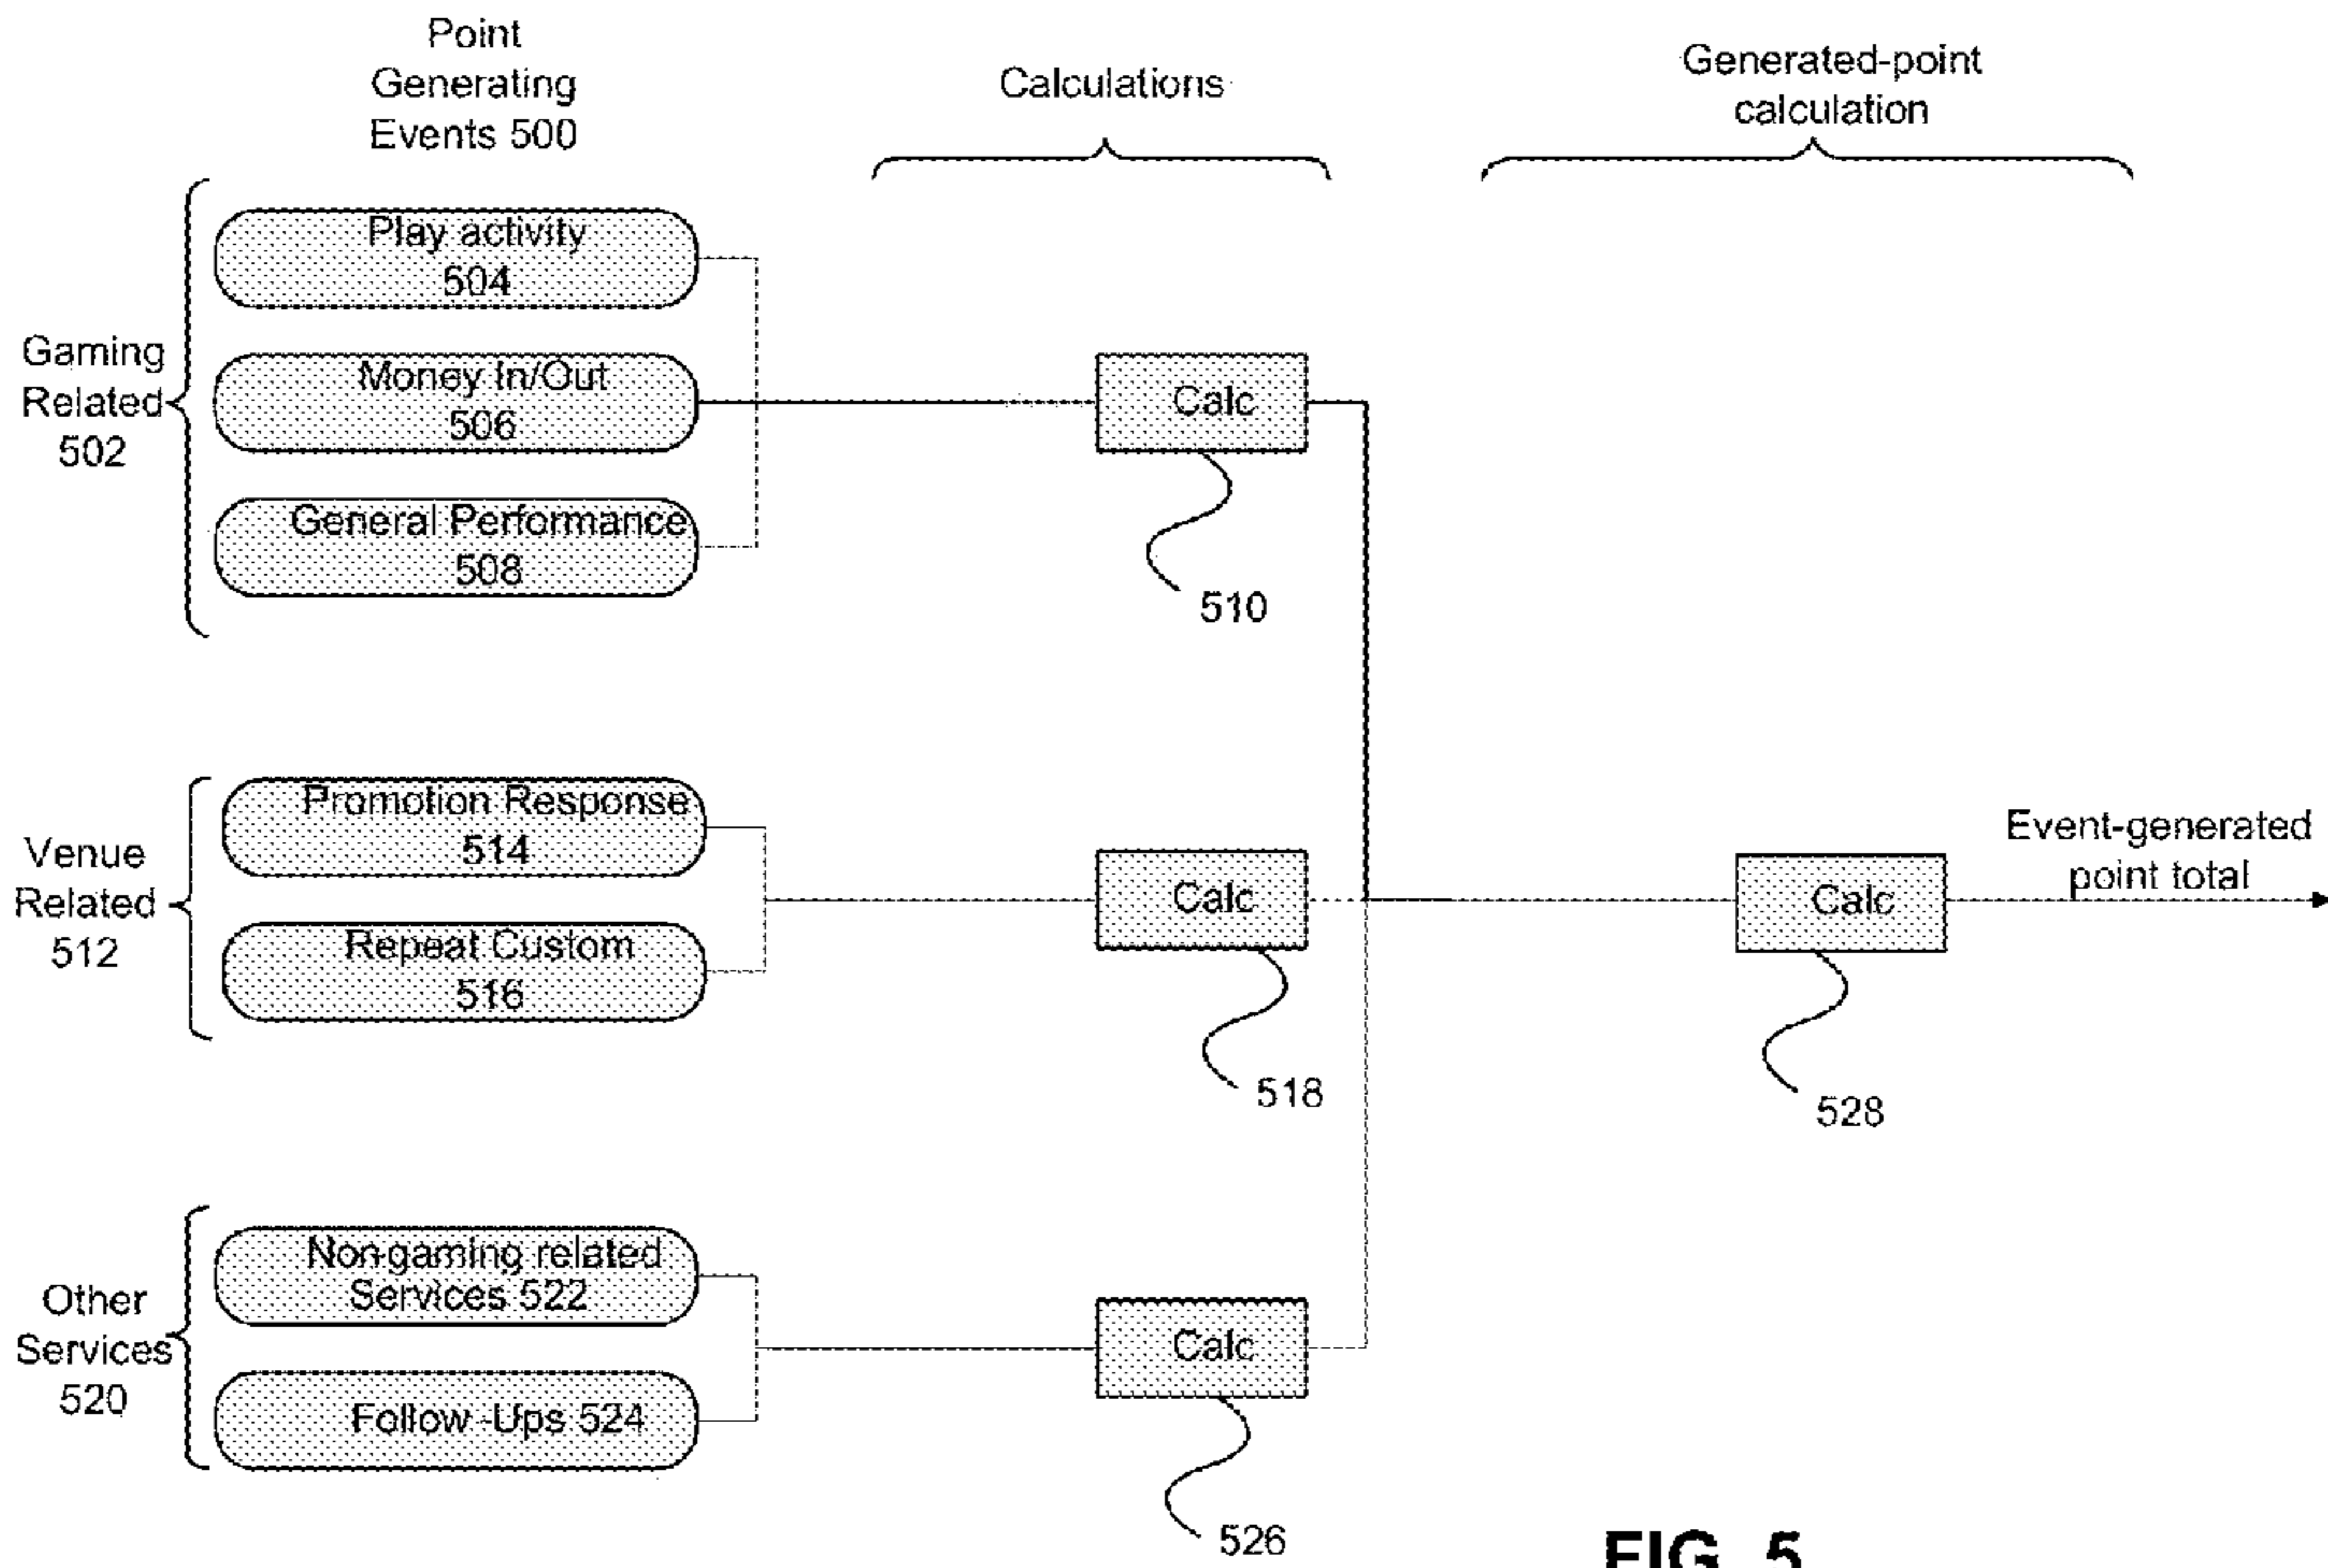 Point
Generating
Events 500
Calculations
Generated-point
calculation
Gaming
Related
502
Play activity
504
Money In/Out
506
General Performance
508
Calc
510
Venue
Related
512
Promotion Response
514
Repeat Custom
516
Calc
518
Calc
528
Event-generated
point total
Other
Services
520
Non-gaming related
Services 522
Follow -Ups 524
Calc
526
FIG. 5